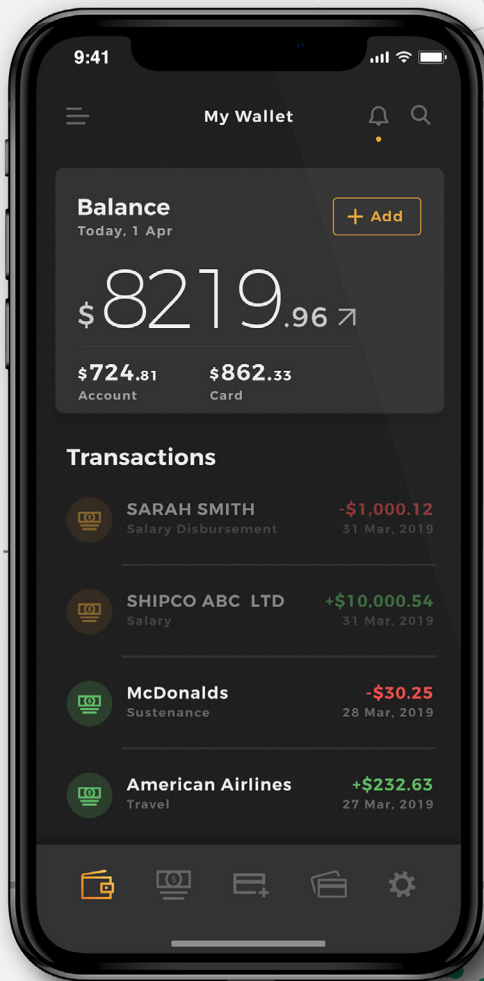 9:41
My Wallet
Balance
+ Add
Today, 1 Apr
$8219.96
$724.81 $862.33
Account Card
Transactions
SARAH SMITH -$1,000.12
Salary Disbursement 31 Mar, 2019
SHIPCO ABC LTD +$10,000.54
Salary 31 Mar, 2019
McDonalds -$30.25
Sustenance 28 Mar, 2019
American Airlines +$232.63
Travel 27 Mar, 2019